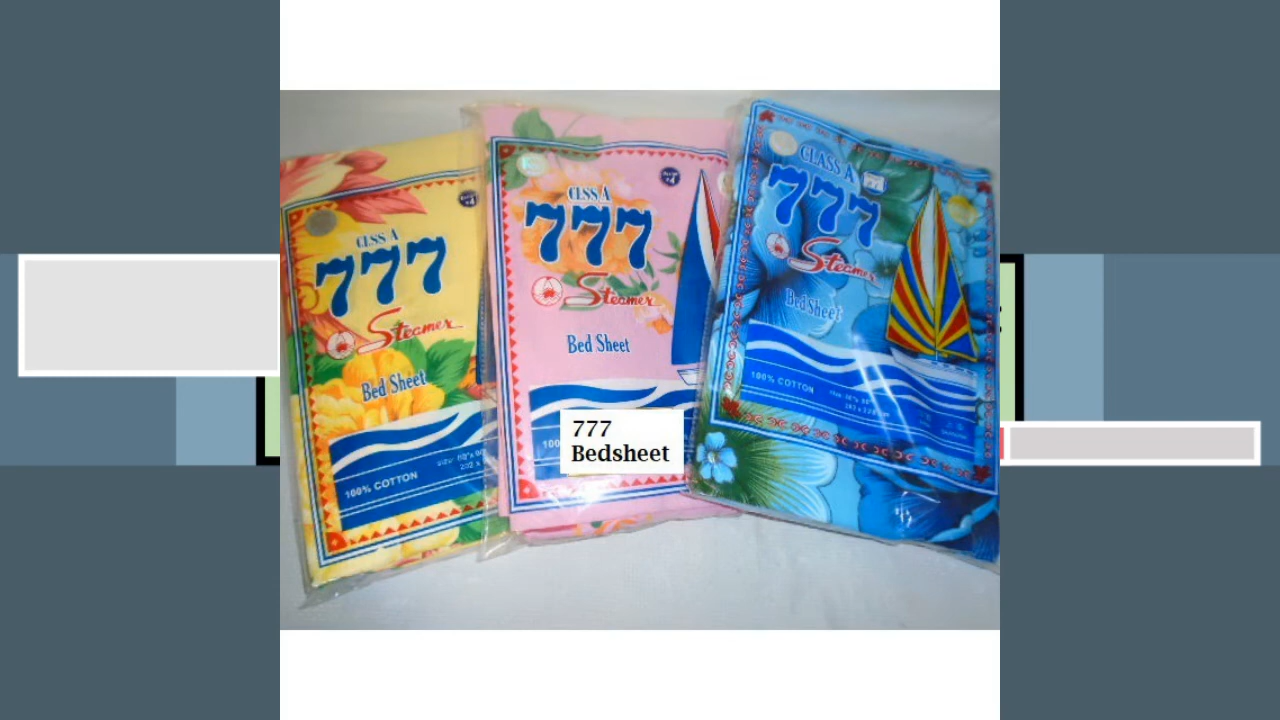 CLSS A
777
Steamer
Bed Sheet
100% COTTON
CLSS A
777
Steamer
Bed Sheet
100
777
Bedsheet
CLASS A
777
Steamer
Bed Sheet
100% COTTON